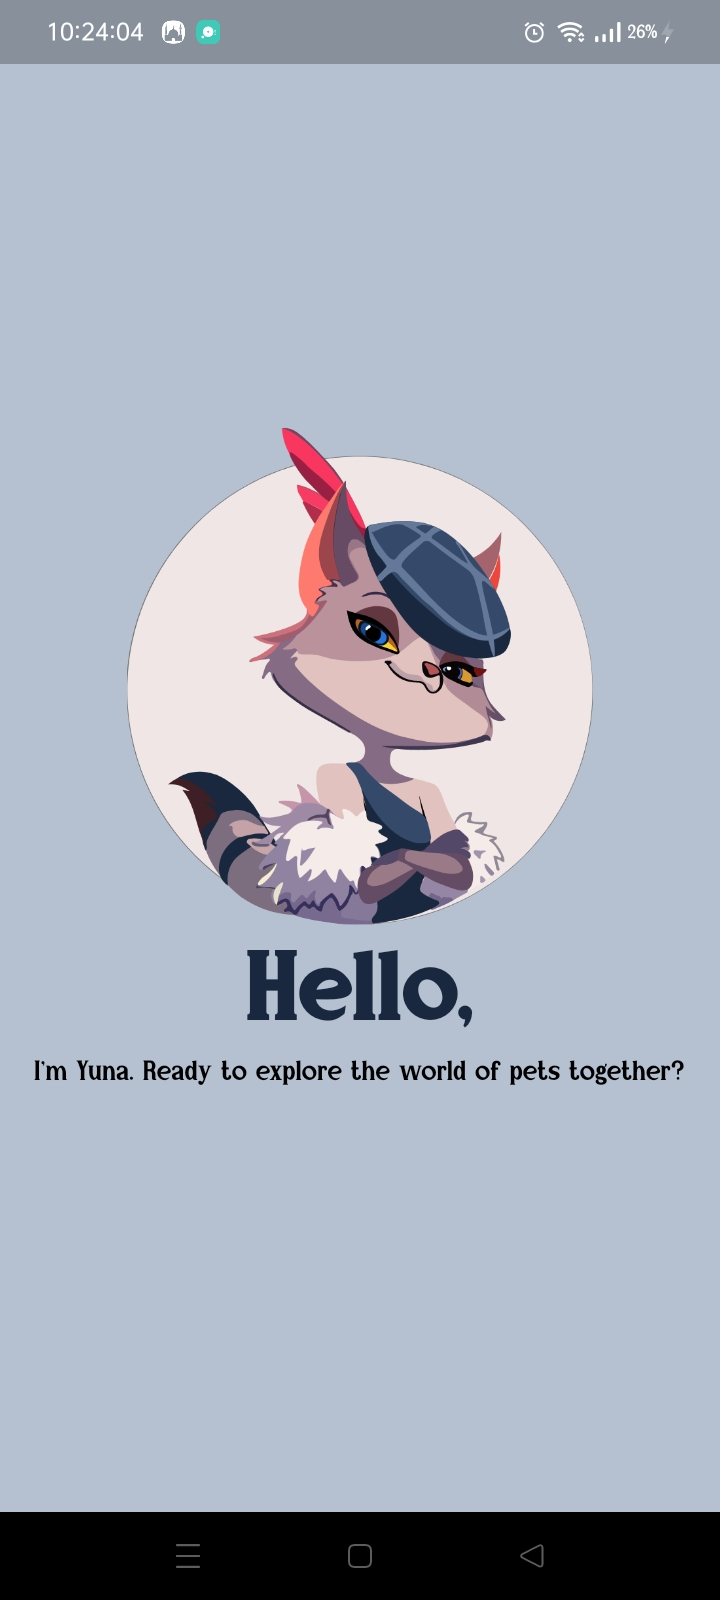 10:24:04 26%
Hello,
I'm Yuna. Ready to explore the world of pets together?